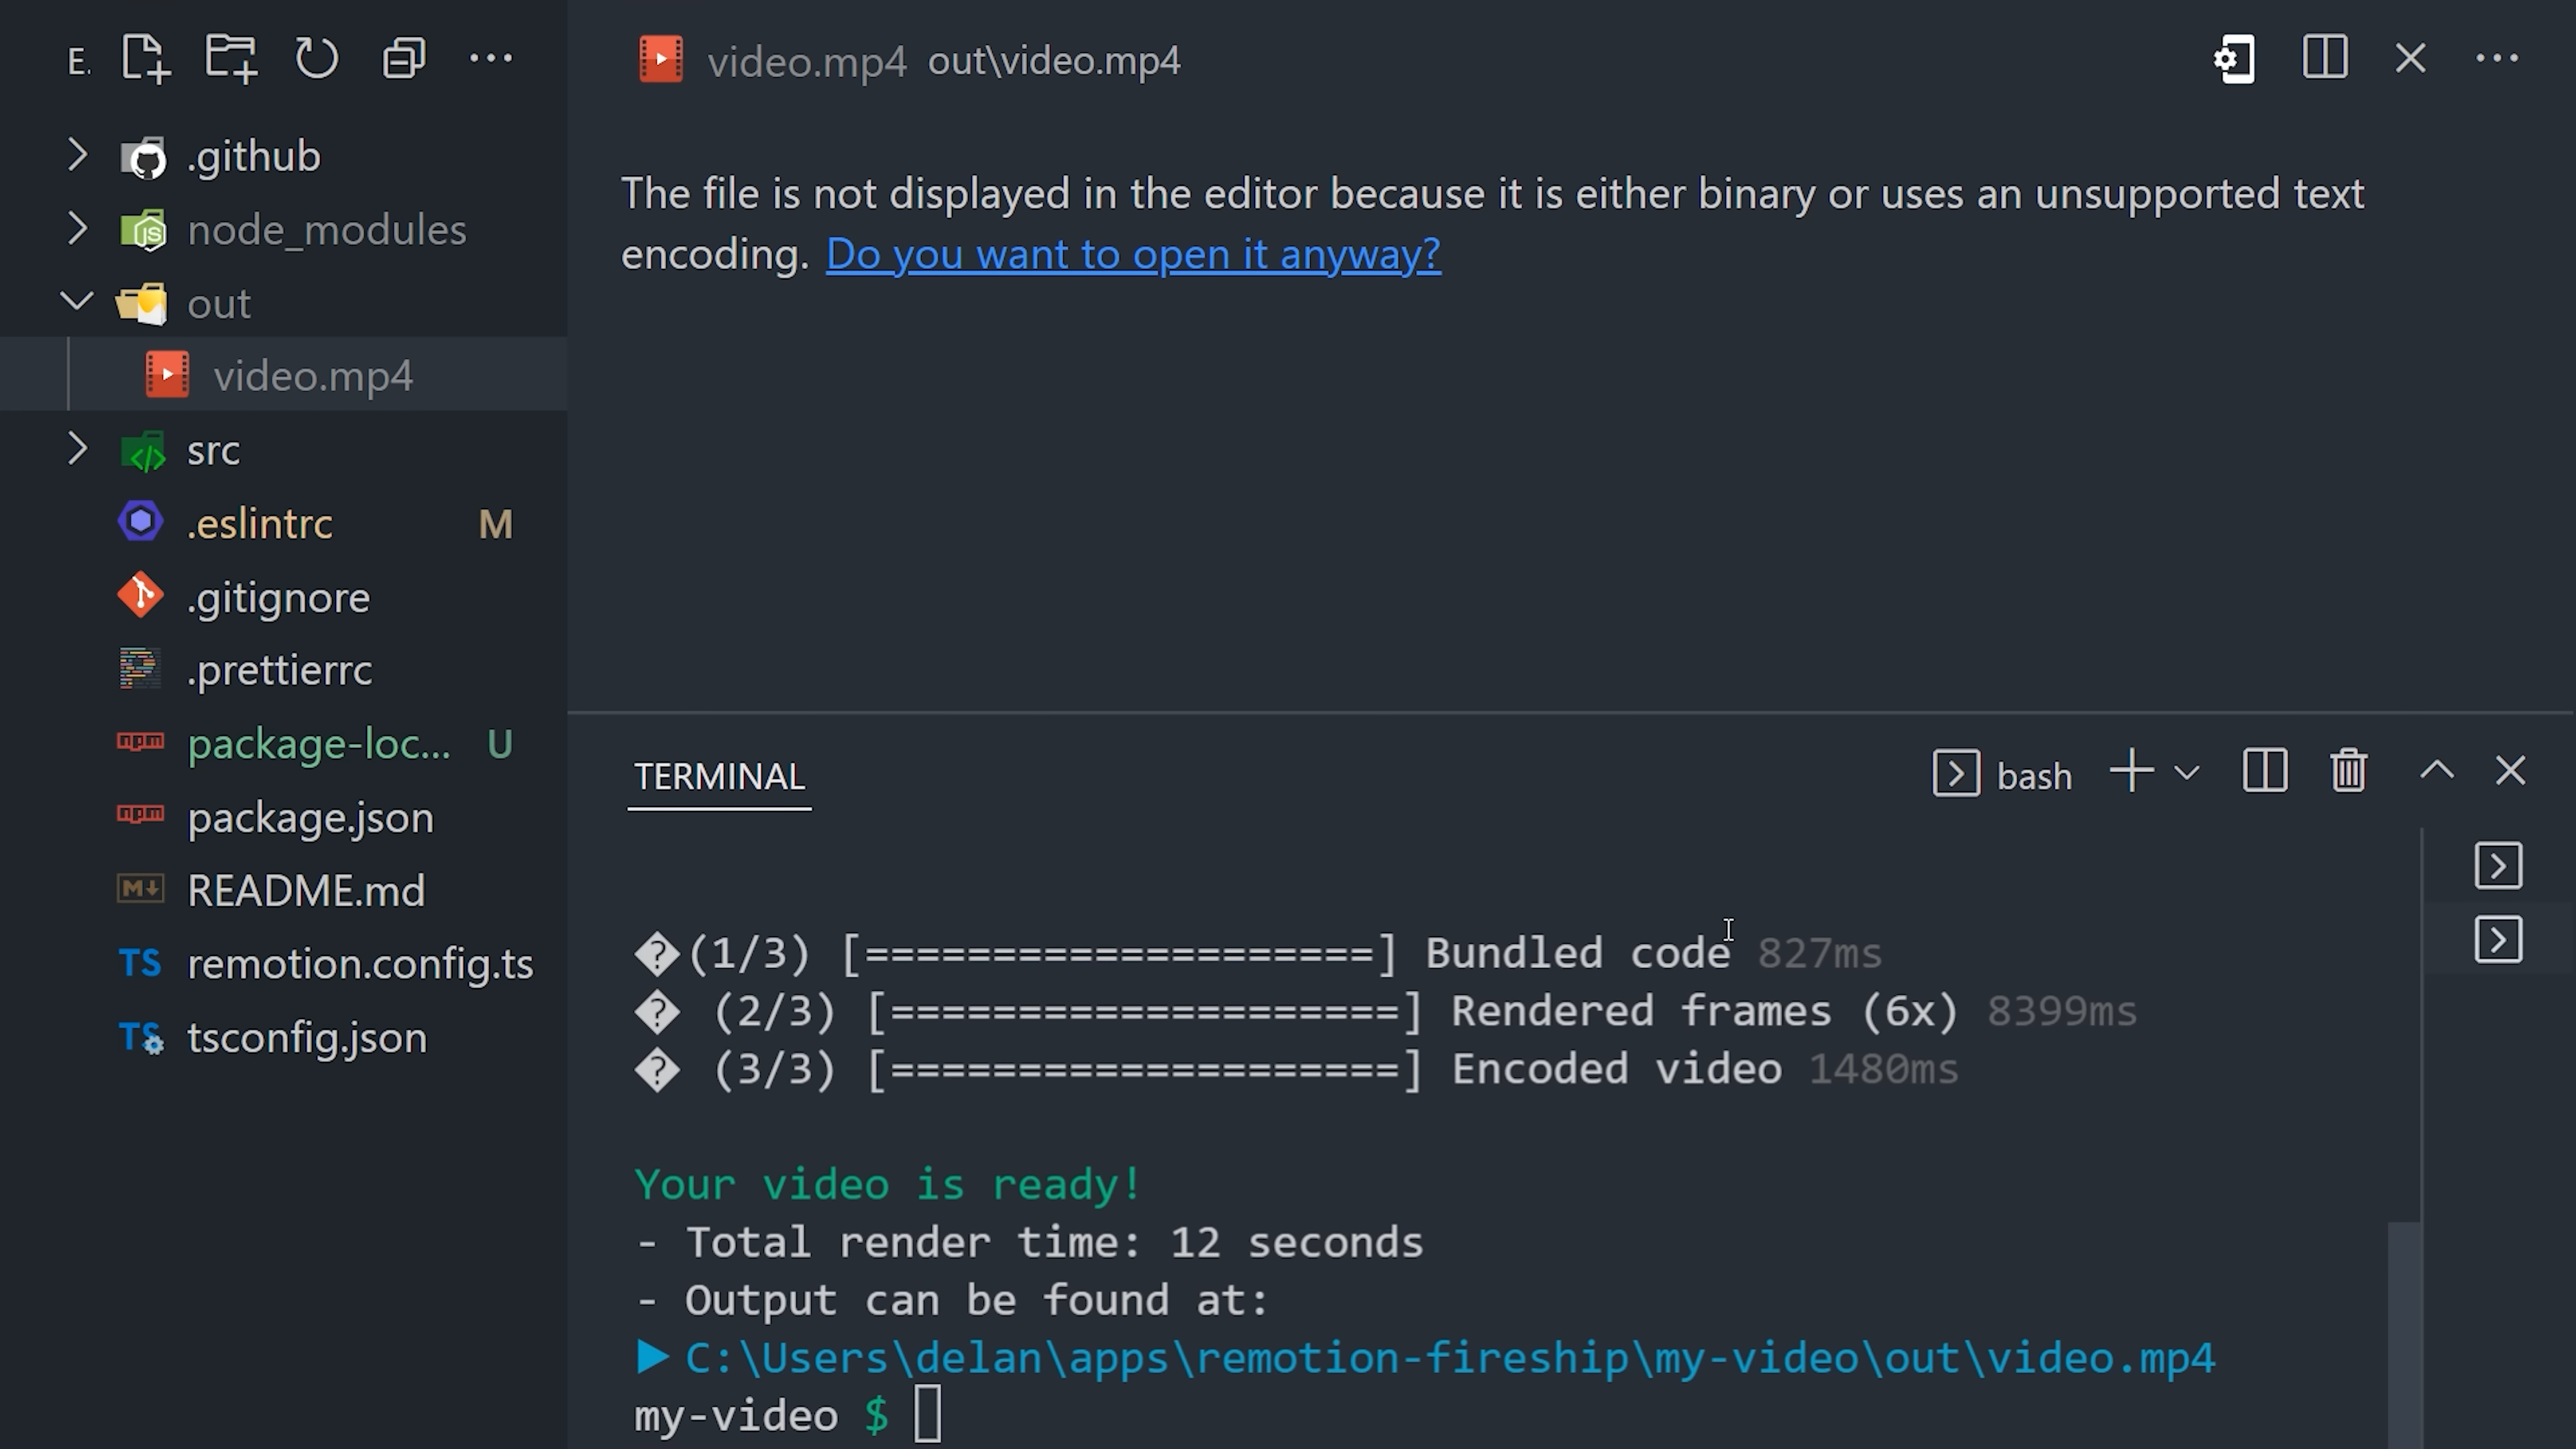 E.
.github
node_modules
out
video.mp4
src
.eslintrc M
.gitignore
.prettierrc
package-loc... U
package.json
README.md
TS remotion.config.ts
TS tsconfig.json
video.mp4 out\video.mp4
The file is not displayed in the editor because it is either binary or uses an unsupported text
encoding. Do you want to open it anyway?
TERMINAL
bash
�(1/3) [====================] Bundled code 827ms
� (2/3) [====================] Rendered frames (6x) 8399ms
� (3/3) [====================] Encoded video 1480ms
Your video is ready!
- Total render time: 12 seconds
- Output can be found at:
▶ C:\Users\delan\apps\remotion-fireship\my-video\out\video.mp4
my-video $